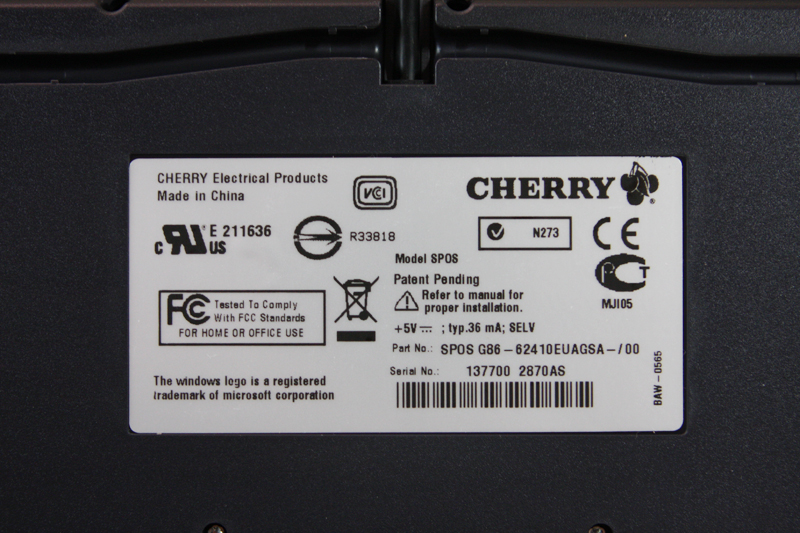 CHERRY Electrical Products
Made in China
VCI
CHERRY ®
c RU US E 211636
R33818
N273
CE
Model SPOS
Patent Pending
Refer to manual for
proper installation.
PCT
MJ105
FC Tested To Comply
With FCC Standards
FOR HOME OR OFFICE USE
+5V ; typ.36 mA; SELV
Part No.: SPOS G86-62410EUAGSA-/00
Serial No.: 137700 2870AS
The windows logo is a registered
trademark of microsoft corporation
BAW-0565